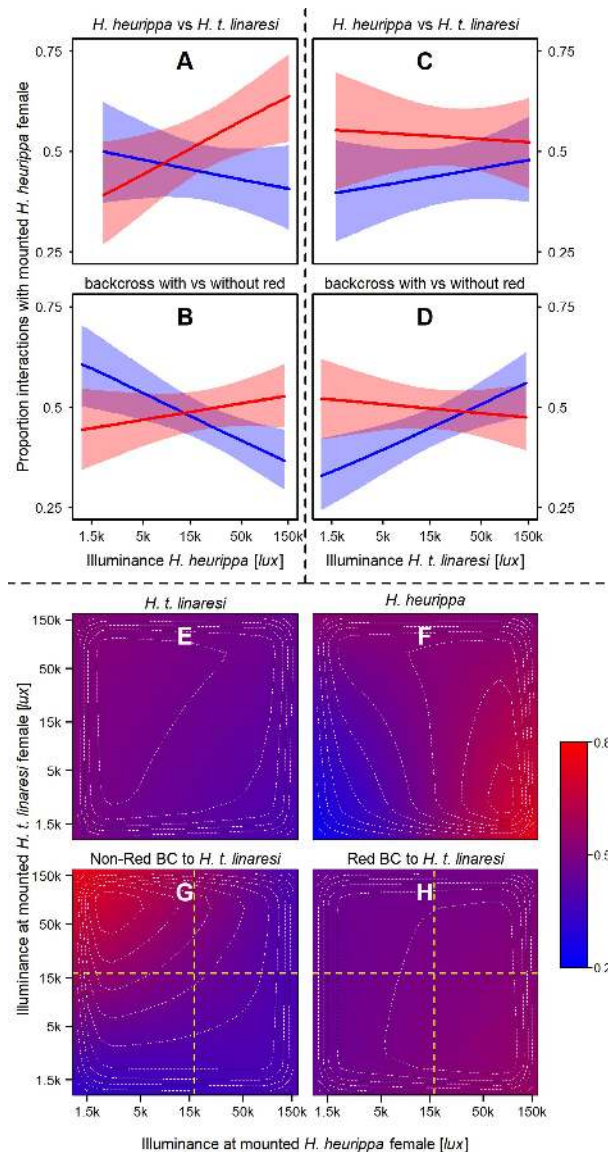 H. heurippa vs H. t. linaresi
H. heurippa vs H. t. linaresi
A
C
0.75
0.5
0.25
0.75
0.5
0.25
Proportion interactions with mounted H. heurippa female
backcross with vs without red
backcross with vs without red
B
D
0.75
0.5
0.25
0.75
0.5
0.25
1.5k 5k 15k 50k 150k
1.5k 5k 15k 50k 150k
Illuminance H. heurippa [lux]
Illuminance H. t. linaresi [lux]
H. t. linaresi
H. heurippa
E
F
150k
50k
15k
5k
1.5k
Illuminance at mounted H. t. linaresi female [lux]
Non-Red BC to H. t. linaresi
Red BC to H. t. linaresi
G
H
150k
50k
15k
5k
1.5k
1.5k 5k 15k 50k 150k
1.5k 5k 15k 50k 150k
Illuminance at mounted H. heurippa female [lux]